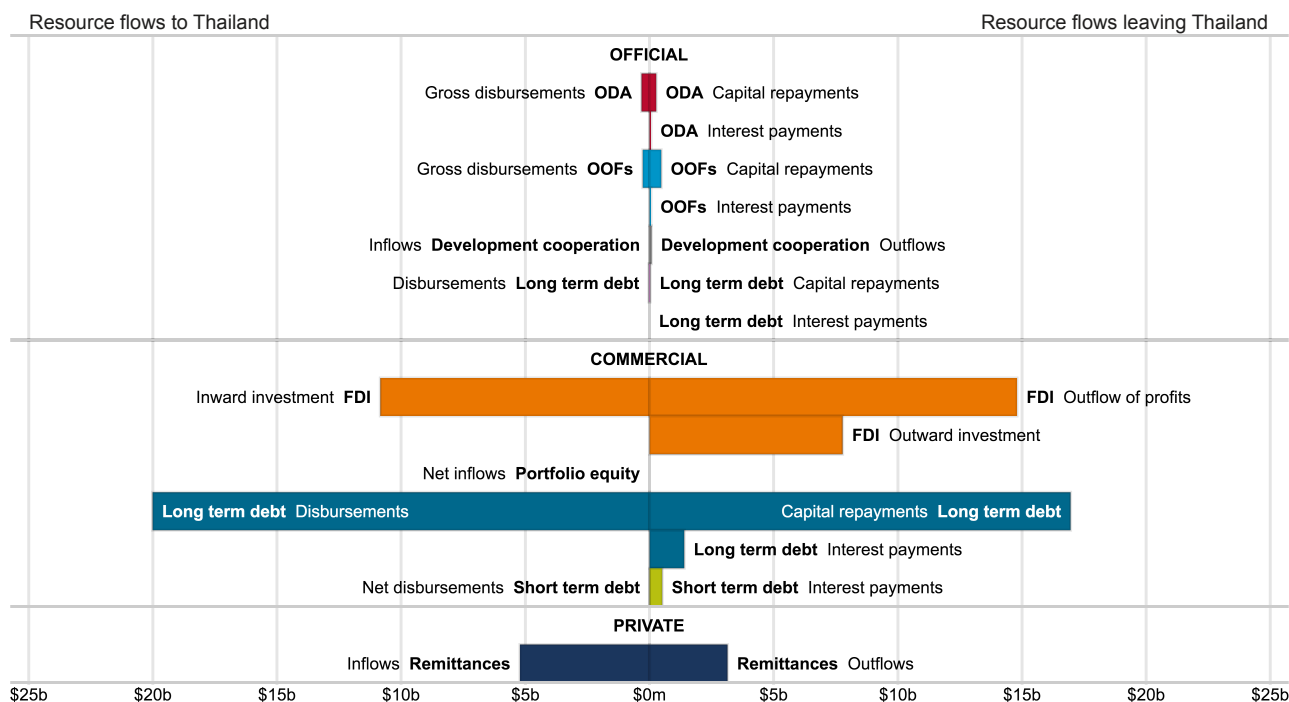 Resource flows to Thailand Resource flows leaving Thailand
OFFICIAL
Gross disbursements ODA ODA Capital repayments
ODA Interest payments
Gross disbursements OOFs OOFs Capital repayments
OOFs Interest payments
Inflows Development cooperation Development cooperation Outflows
Disbursements Long term debt Long term debt Capital repayments
Long term debt Interest payments
COMMERCIAL
Inward investment FDI FDI Outflow of profits
FDI Outward investment
Net inflows Portfolio equity
Long term debt Disbursements Capital repayments Long term debt
Long term debt Interest payments
Net disbursements Short term debt Short term debt Interest payments
PRIVATE
Inflows Remittances Remittances Outflows
$25b $20b $15b $10b $5b $0m $5b $10b $15b $20b $25b